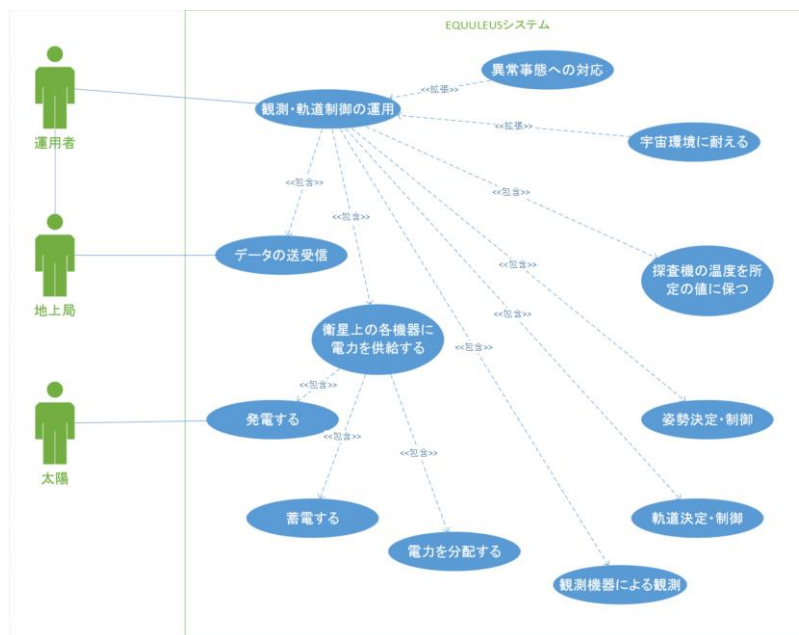 EQUULEUSシステム
異常事態への対応
<<拡張>>
観測・軌道制御の運用
<<拡張>>
運用者
宇宙環境に耐える
<<包含>>
<<包含>>
<<包含>>
データの送受信
<<包含>>
探査機の温度を所
定の値に保つ
地上局
<<包含>>
衛星上の各機器に
電力を供給する
<<包含>>
<<包含>>
発電する
姿勢決定・制御
<<包含>>
<<包含>>
太陽
蓄電する
軌道決定・制御
電力を分配する
観測機器による観測